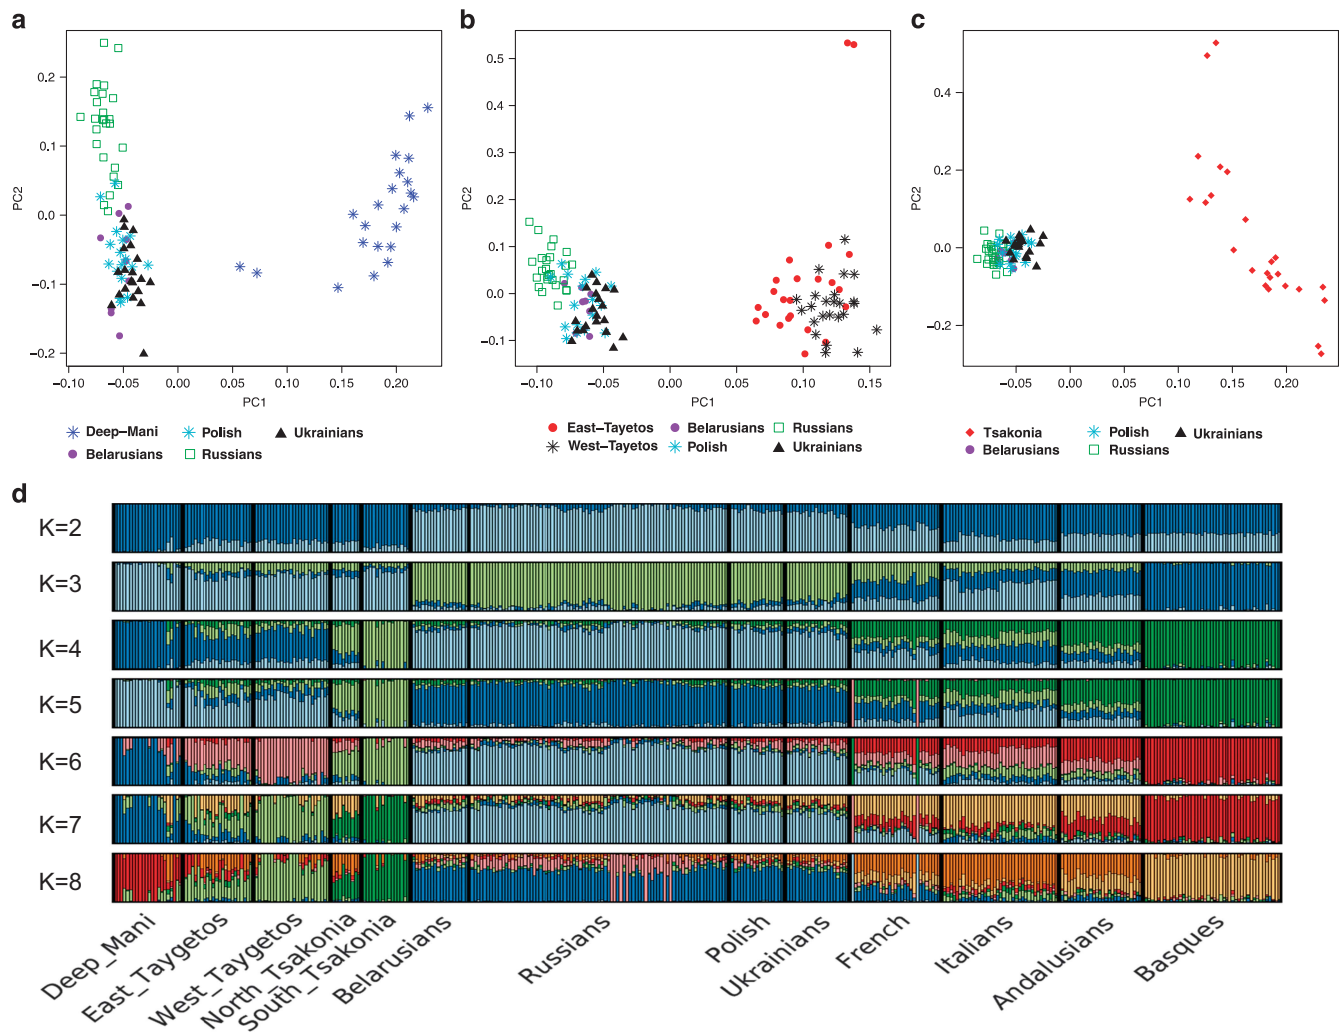 a
0.2
0.1
0.0
−0.1
−0.2
PC2
−0.10
−0.05
0.00
0.05
0.10
0.15
0.20
PC1
Deep−Mani
Polish
Ukrainians
Belarusians
Russians
b
0.5
0.4
0.3
0.2
0.1
0.0
−0.1
PC2
−0.10
−0.05
0.00
0.05
0.10
0.15
PC1
East−Tayetos
Belarusians
Russians
West−Tayetos
Polish
Ukrainians
c
0.4
0.2
0.0
−0.2
PC2
−0.05
0.00
0.05
0.10
0.15
0.20
PC1
Tsakonia
Polish
Ukrainians
Belarusians
Russians
d
K=2
K=3
K=4
K=5
K=6
K=7
K=8
Deep_Mani
East_Taygetos
West_Taygetos
North_Tsakonia
South_Tsakonia
Belarusians
Russians
Polish
Ukrainians
French
Italians
Andalusians
Basques